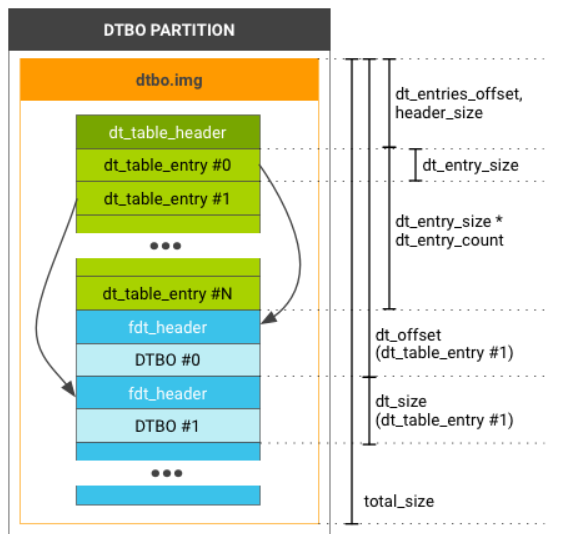 DTBO PARTITION
dtbo.img
dt_table_header
dt_table_entry #0
dt_table_entry #1
dt_table_entry #N
fdt_header
DTBO #0
fdt_header
DTBO #1
dt_entries_offset,
header_size
dt_entry_size
dt_entry_size *
dt_entry_count
dt_offset
(dt_table_entry #1)
dt_size
(dt_table_entry #1)
total_size